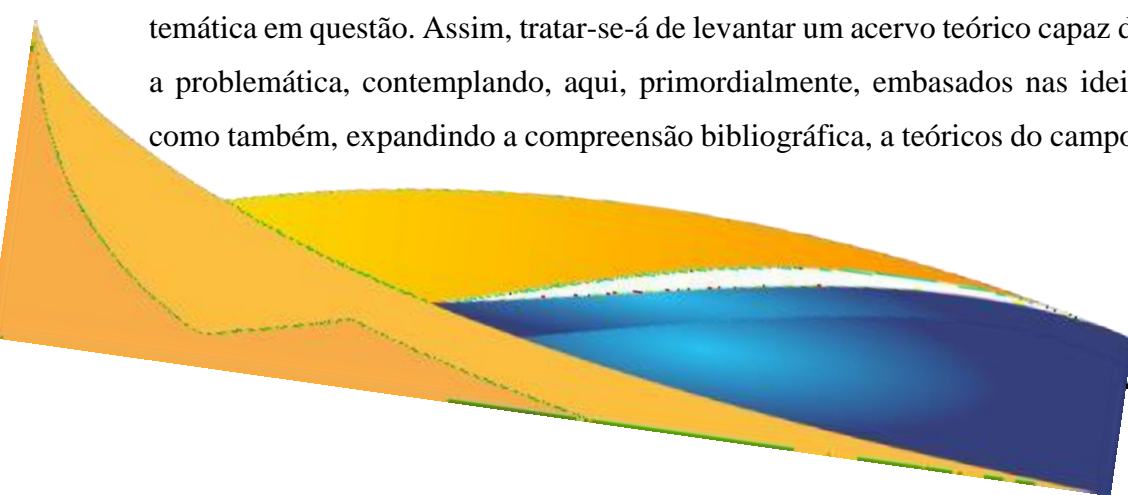 temática em questão. Assim, tratar-se-á de levantar um acervo teórico capaz
a problemática, contemplando, aqui, primordialmente, embasados nas
como também, expandindo a compreensão bibliográfica, a teóricos do